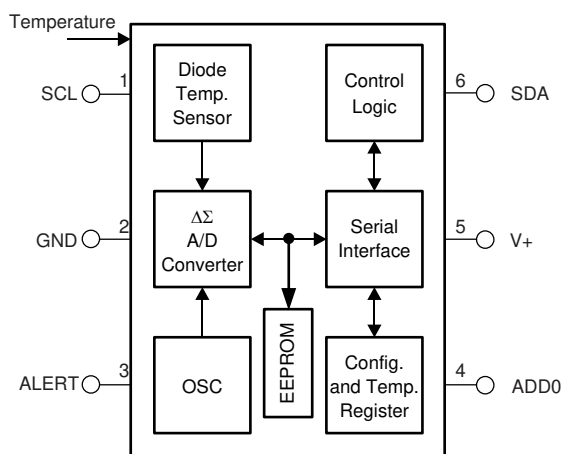 Temperature
1
SCL
Diode
Temp.
Sensor
Control
Logic
6
SDA
2
GND
ΔΣ
A/D
Converter
Serial
Interface
5
V+
3
ALERT
OSC
EEPROM
Config.
and Temp.
Register
4
ADD0